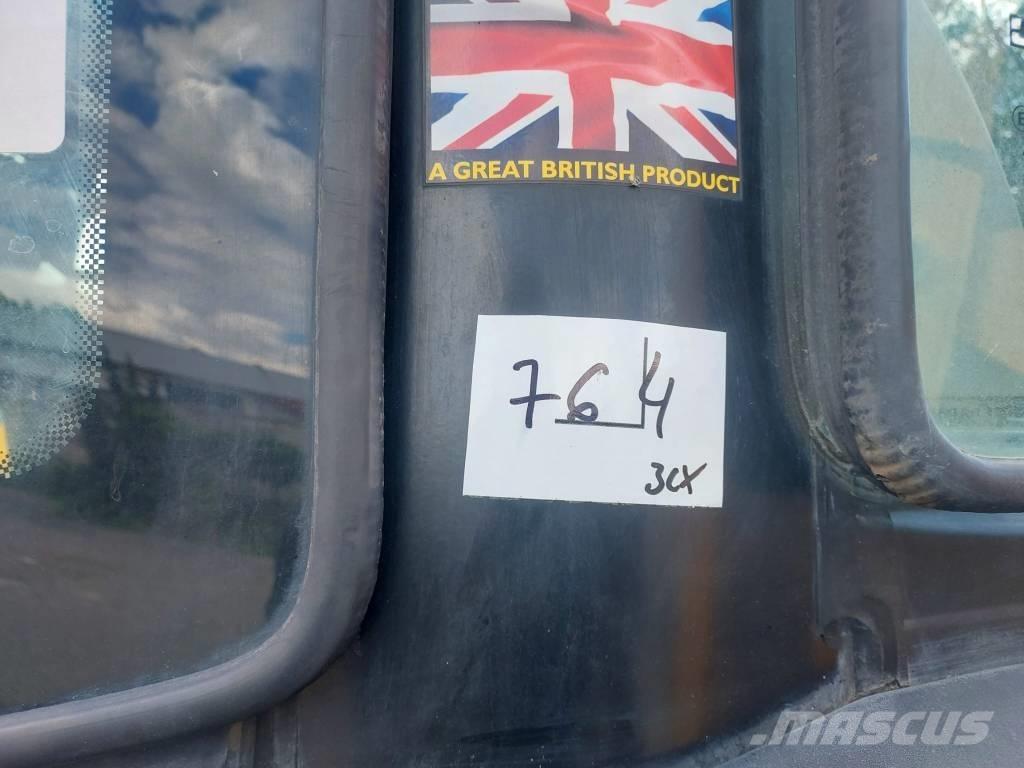 A GREAT BRITISH PRODUCT
764
3CX
MASCUS